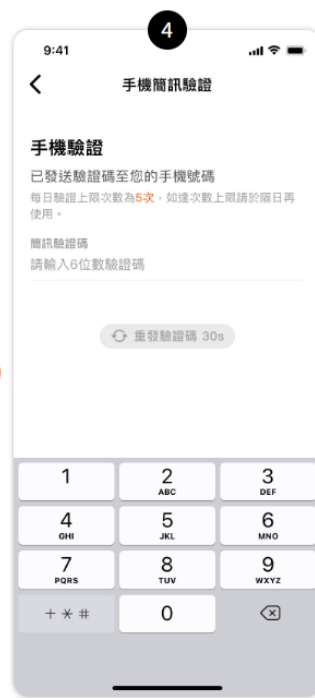 4
9:41
手機簡訊驗證
手機驗證
已發送驗證碼至您的手機號碼
每日驗證上限次數為5次，如達次數上限請於隔日再
使用。
簡訊驗證碼
請輸入6位數驗證碼
重發驗證碼 30s
1 2 3
ABC DEF
4 5 6
GHI JKL MNO
7 8 9
PQRS TUV WXYZ
+ * # 0